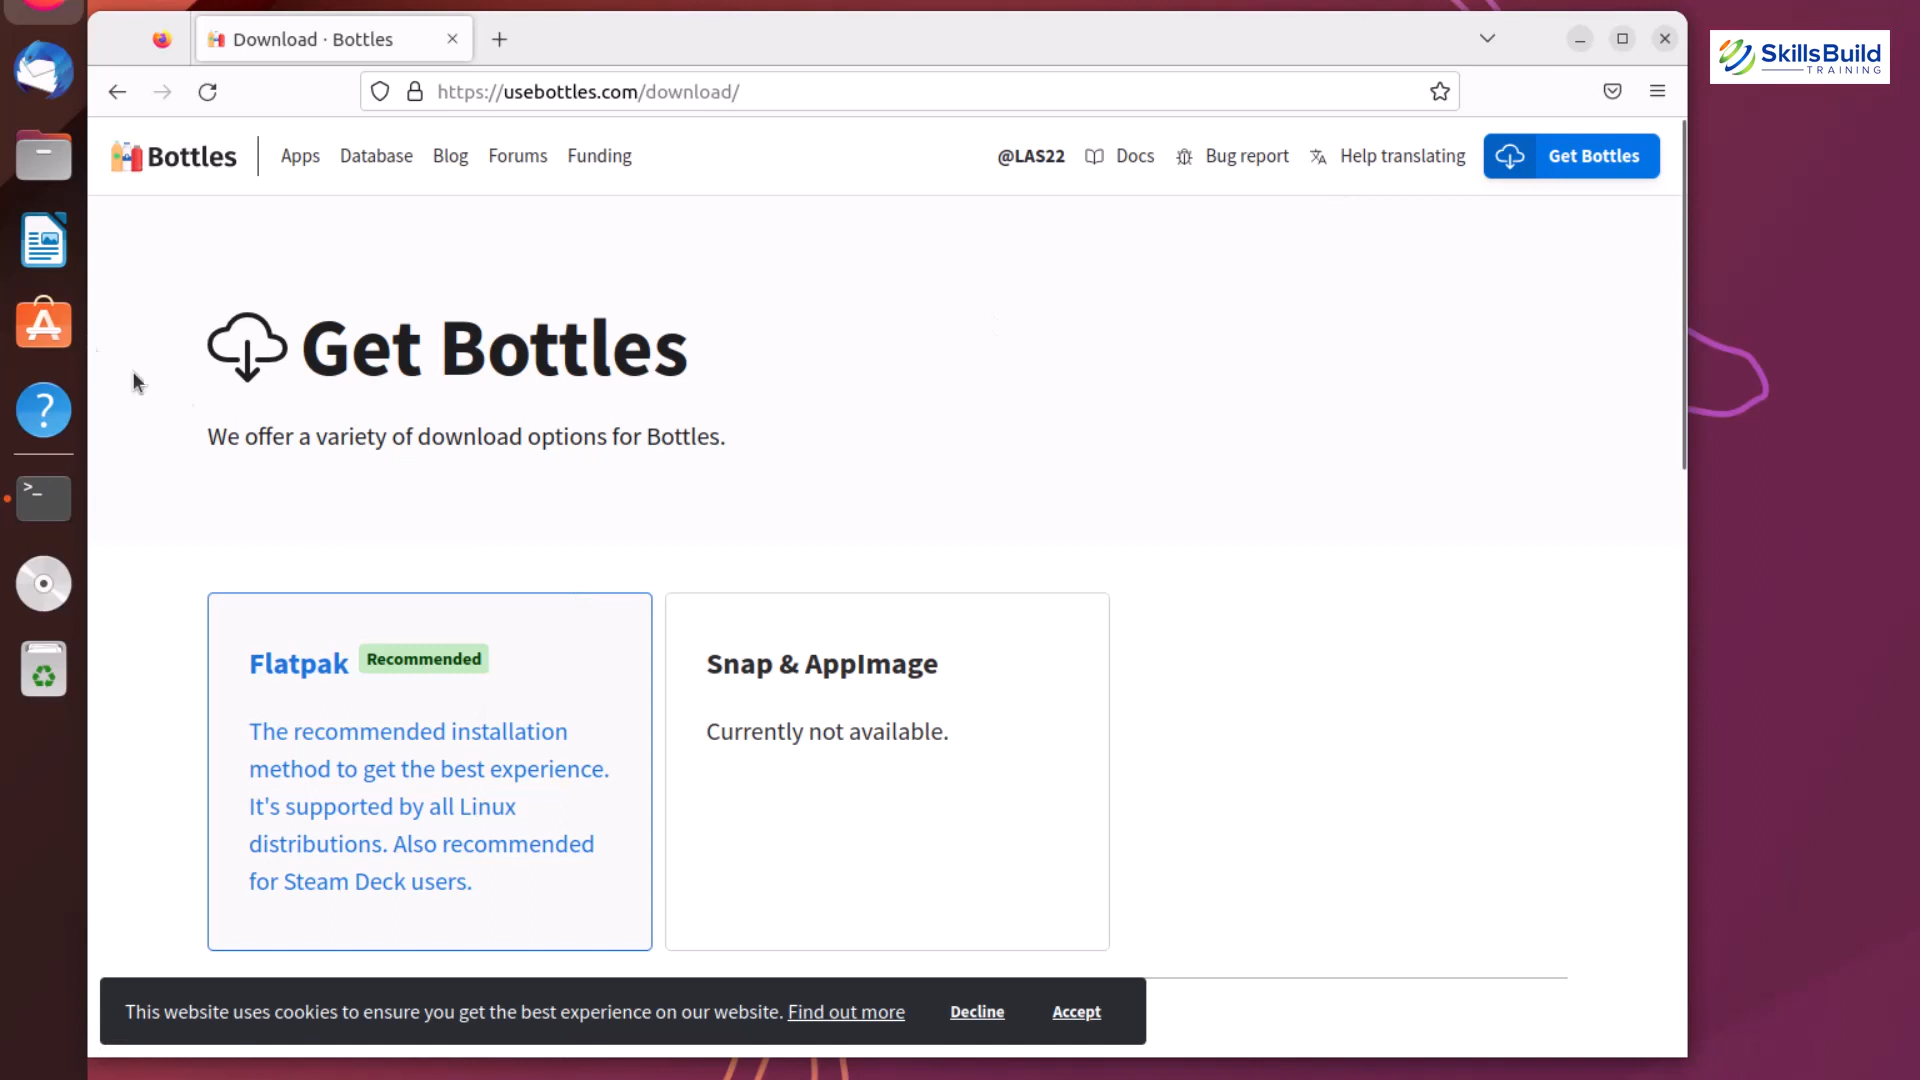 Download · Bottles
SkillsBuild
TRAINING
https://usebottles.com/download/
Bottles
Apps
Database
Blog
Forums
Funding
@LAS22
Docs
Bug report
Help translating
Get Bottles
Get Bottles
We offer a variety of download options for Bottles.
Flatpak Recommended
The recommended installation
method to get the best experience.
It's supported by all Linux
distributions. Also recommended
for Steam Deck users.
Snap & AppImage
Currently not available.
This website uses cookies to ensure you get the best experience on our website. Find out more
Decline
Accept